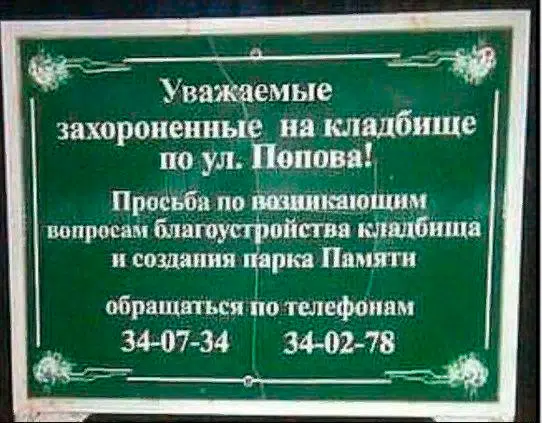 Уважаемые
захороненные на кладбище
по ул. Попова!
Просьба по возникающим
вопросам благоустройства кладбища
и создания парка Памяти
обращаться по телефонам
34-07-34 34-02-78